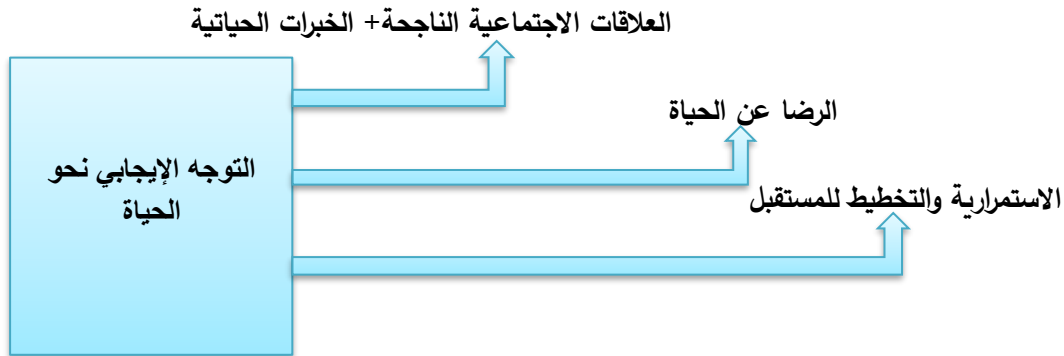 العلاقات الاجتماعية الناجحة+ الخبرات الحياتية
الرضا عن الحياة
التوجه الإيجابي نحو
الحياة
الاستمرارية والتخطيط للمستقبل